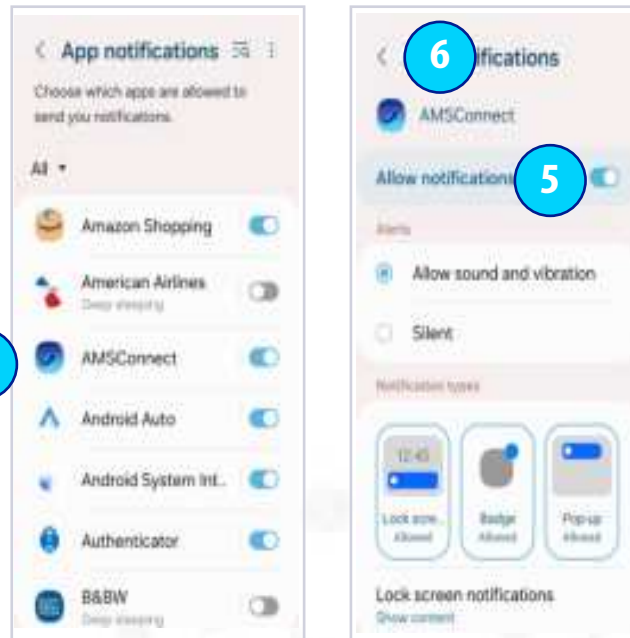 App notifications
Choose which apps are allowed to
send you notifications.
All
Amazon Shopping
American Airlines
Deep sleeping
AMSConnect
Android Auto
Android System Int..
Authenticator
B&BW
Deep sleeping
6
ifications
AMSConnect
Allow notifications
5
Alerts
Allow sound and vibration
Silent
Notification types
12:45
Lock scre..
Allowed
Badge
Allowed
Pop-up
Allowed
Lock screen notifications
Show content